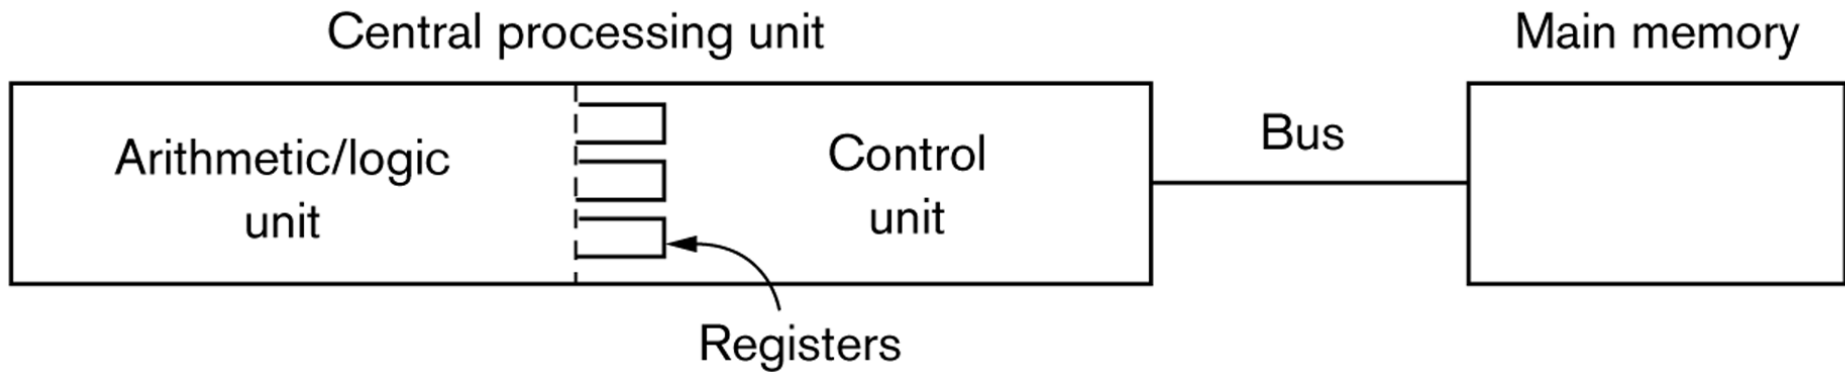 Central processing unit
Main memory
Arithmetic/logic
unit
Control
unit
Bus
Registers